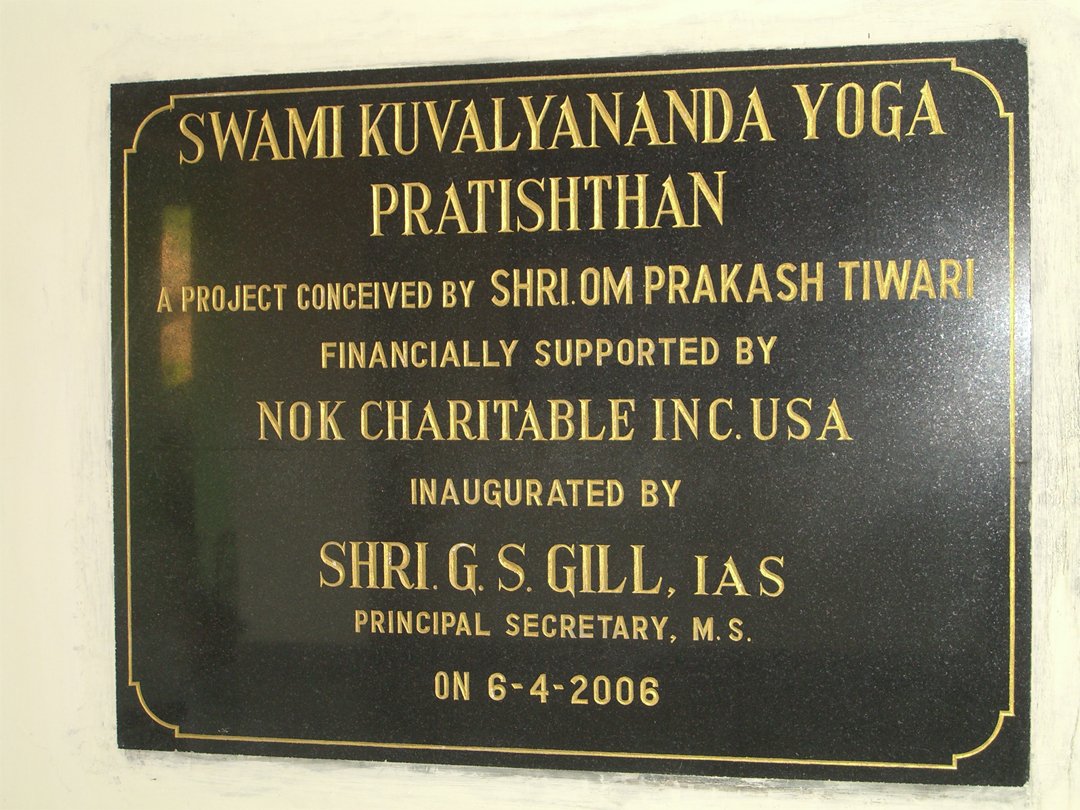 SWAMI KUVALYANANDA YOGA
PRATISHTHAN
A PROJECT CONCEIVED BY SHRI. OM PRAKASH TIWARI
FINANCIALLY SUPPORTED BY
NOK CHARITABLE INC. USA
INAUGURATED BY
SHRI. G. S. GILL, IAS
PRINCIPAL SECRETARY, M. S.
ON 6-4-2006